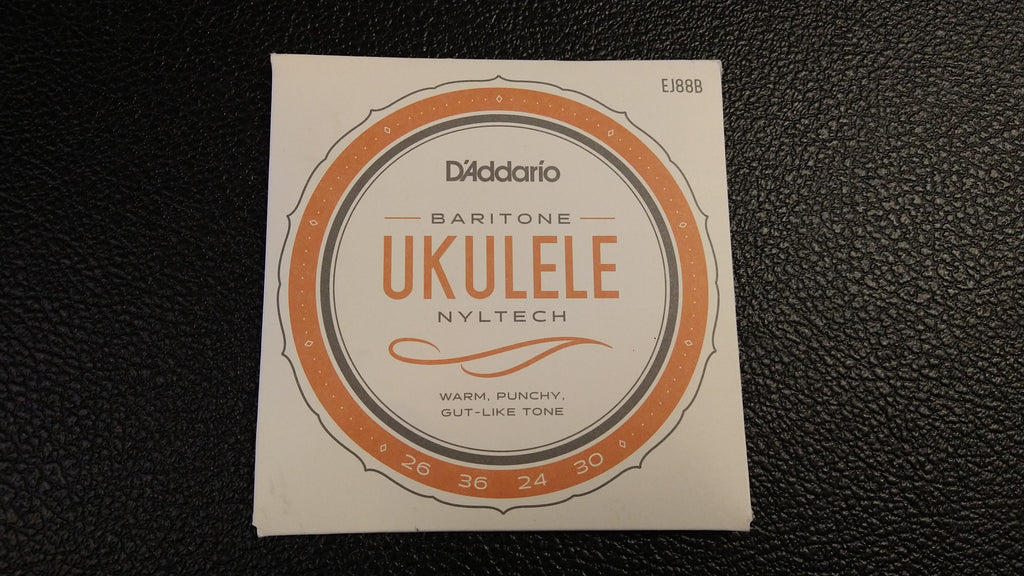 EJ88B
D'Addario
BARITONE
UKULELE
NYLTECH
WARM, PUNCHY,
GUT-LIKE TONE
26 36 24 30